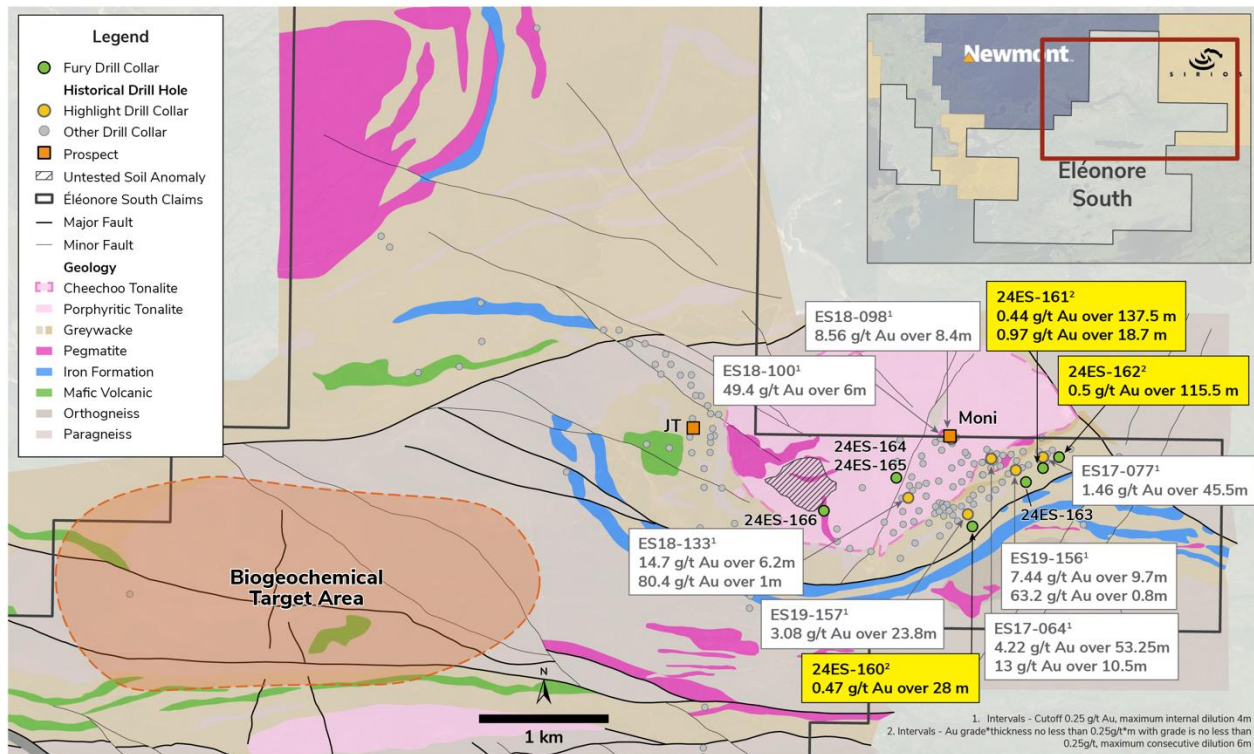 Legend
Fury Drill Collar
Historical Drill Hole
Highlight Drill Collar
Other Drill Collar
Prospect
Untested Soil Anomaly
Éléonore South Claims
Major Fault
Minor Fault
Geology
Cheechoo Tonalite
Porphyritic Tonalite
Greywacke
Pegmatite
Iron Formation
Mafic Volcanic
Orthogneiss
Paragneiss
Newmont™
SIRIOS
Eléonore
South
ES18-098¹
8.56 g/t Au over 8.4m
24ES-161²
0.44 g/t Au over 137.5 m
0.97 g/t Au over 18.7 m
ES18-100¹
49.4 g/t Au over 6m
24ES-162²
0.5 g/t Au over 115.5 m
JT
Moni
24ES-164
24ES-165
ES17-077¹
1.46 g/t Au over 45.5m
24ES-166
24ES-163
ES18-133¹
14.7 g/t Au over 6.2m
80.4 g/t Au over 1m
ES19-156¹
7.44 g/t Au over 9.7m
63.2 g/t Au over 0.8m
Biogeochemical
Target Area
ES19-157¹
3.08 g/t Au over 23.8m
ES17-064¹
4.22 g/t Au over 53.25m
13 g/t Au over 10.5m
24ES-160²
0.47 g/t Au over 28 m
N
1 km
1. Intervals - Cutoff 0.25 g/t Au, maximum internal dilution 4m
2. Intervals - Au grade*thickness no less than 0.25g/t*m with grade is no less than
0.25g/t, maximum consecutive dilution 6m